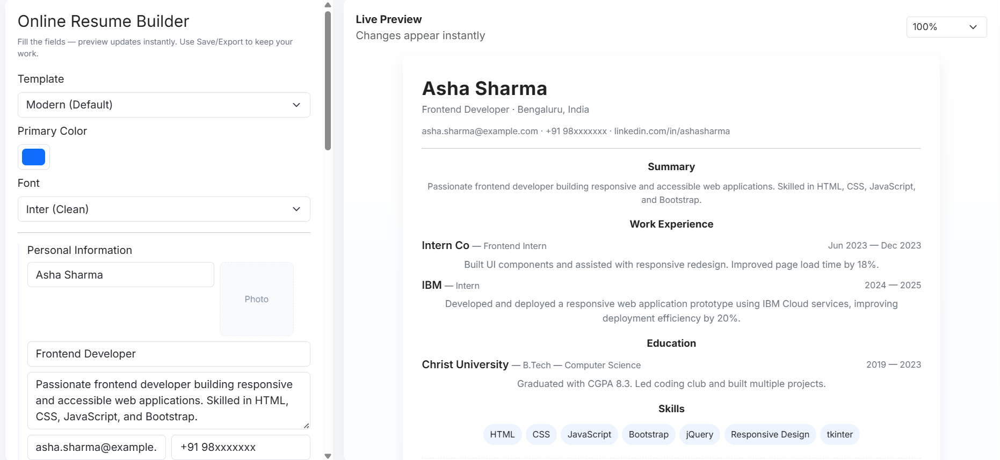 Online Resume Builder
Fill the fields — preview updates instantly. Use Save/Export to keep your
work.
Template
Modern (Default)
Primary Color
Font
Inter (Clean)
Personal Information
Asha Sharma
Photo
Frontend Developer
Passionate frontend developer building responsive
and accessible web applications. Skilled in HTML,
CSS, JavaScript, and Bootstrap.
asha.sharma@example. +91 98xxxxxxx
Live Preview
Changes appear instantly
100%
Asha Sharma
Frontend Developer · Bengaluru, India
asha.sharma@example.com · +91 98xxxxxxx · linkedin.com/in/ashasharma
Summary
Passionate frontend developer building responsive and accessible web applications. Skilled in HTML, CSS, JavaScript,
and Bootstrap.
Work Experience
Intern Co — Frontend Intern Jun 2023 — Dec 2023
Built UI components and assisted with responsive redesign. Improved page load time by 18%.
IBM — Intern 2024 — 2025
Developed and deployed a responsive web application prototype using IBM Cloud services, improving
deployment efficiency by 20%.
Education
Christ University — B.Tech — Computer Science 2019 — 2023
Graduated with CGPA 8.3. Led coding club and built multiple projects.
Skills
HTML CSS JavaScript Bootstrap jQuery Responsive Design tkinter